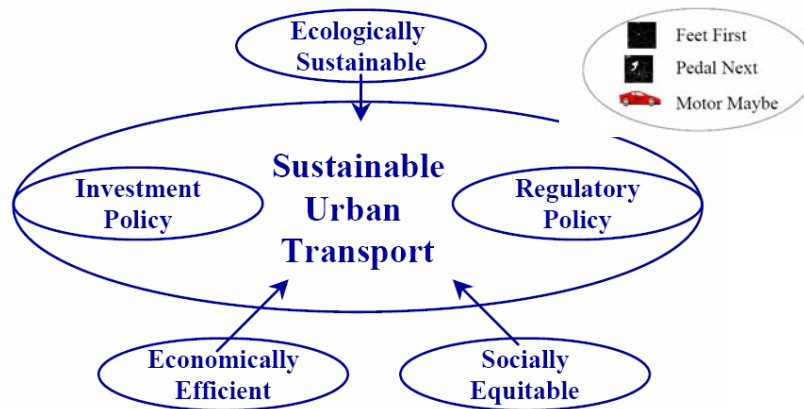 Ecologically
Sustainable
Feet First
Pedal Next
Motor Maybe
Investment
Policy
Sustainable
Urban
Transport
Regulatory
Policy
Economically
Efficient
Socially
Equitable